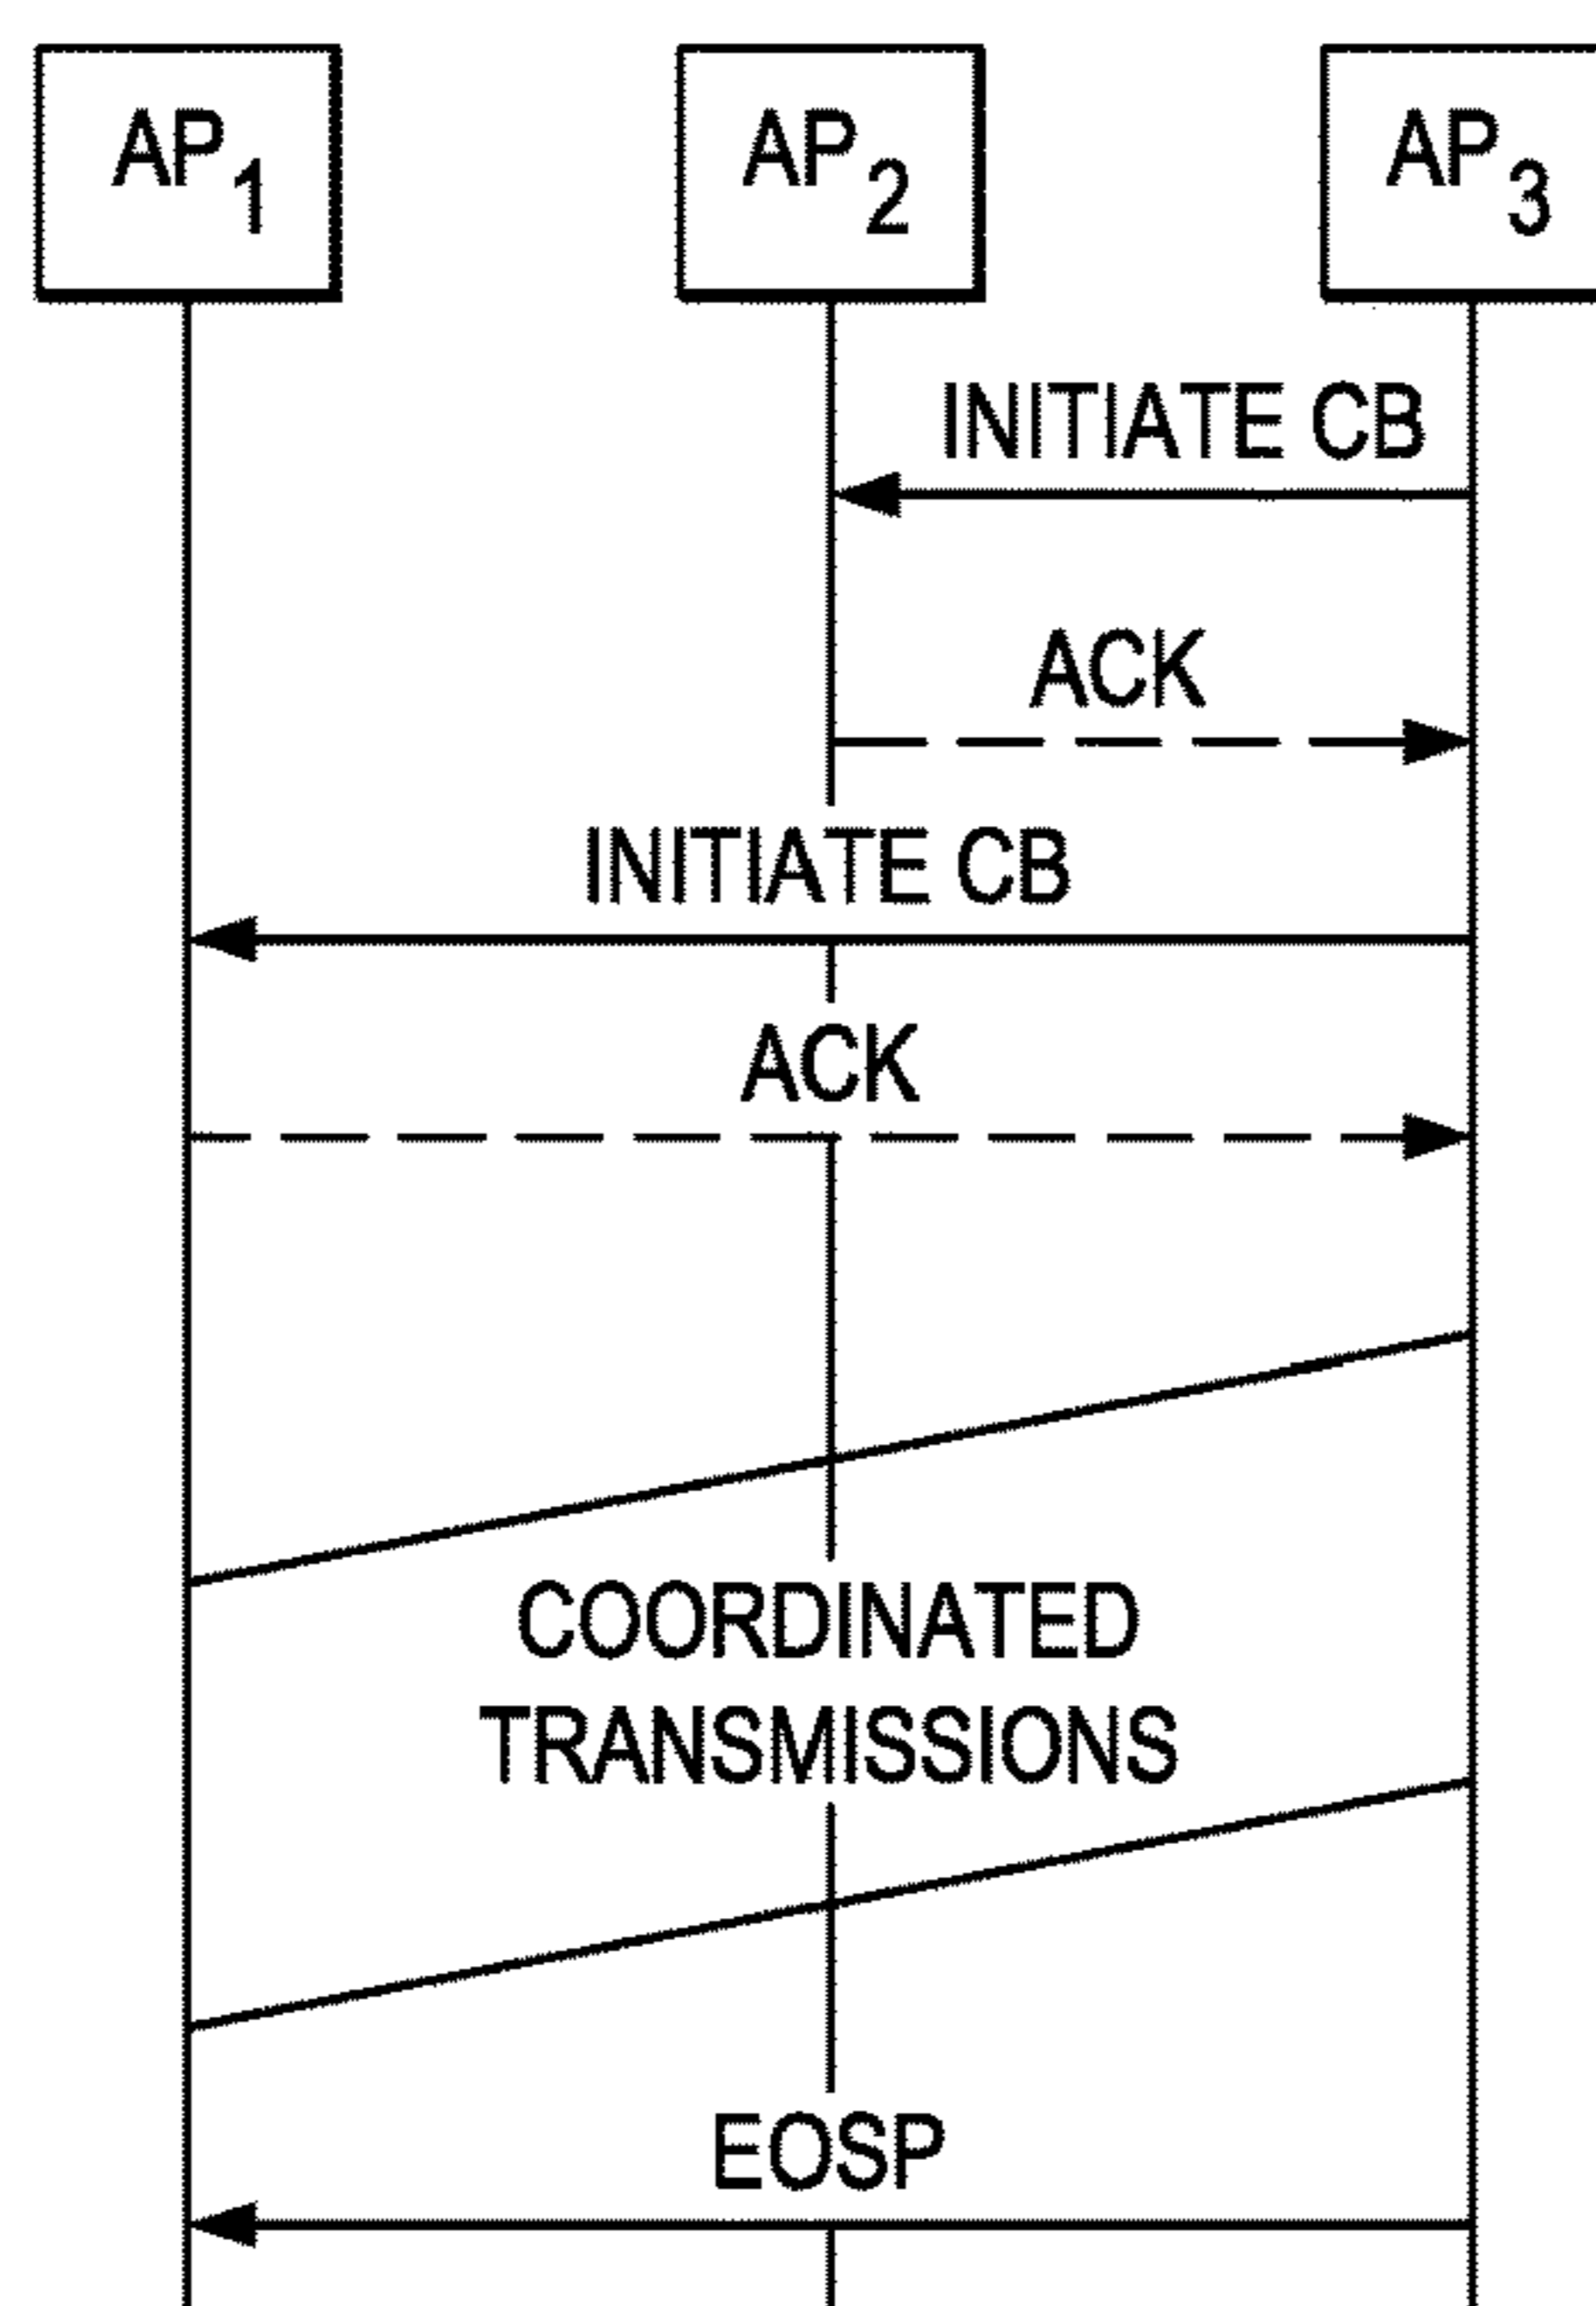 AP1 AP2 AP3
INITIATE CB
ACK
INITIATE CB
ACK
COORDINATED
TRANSMISSIONS
EOSP